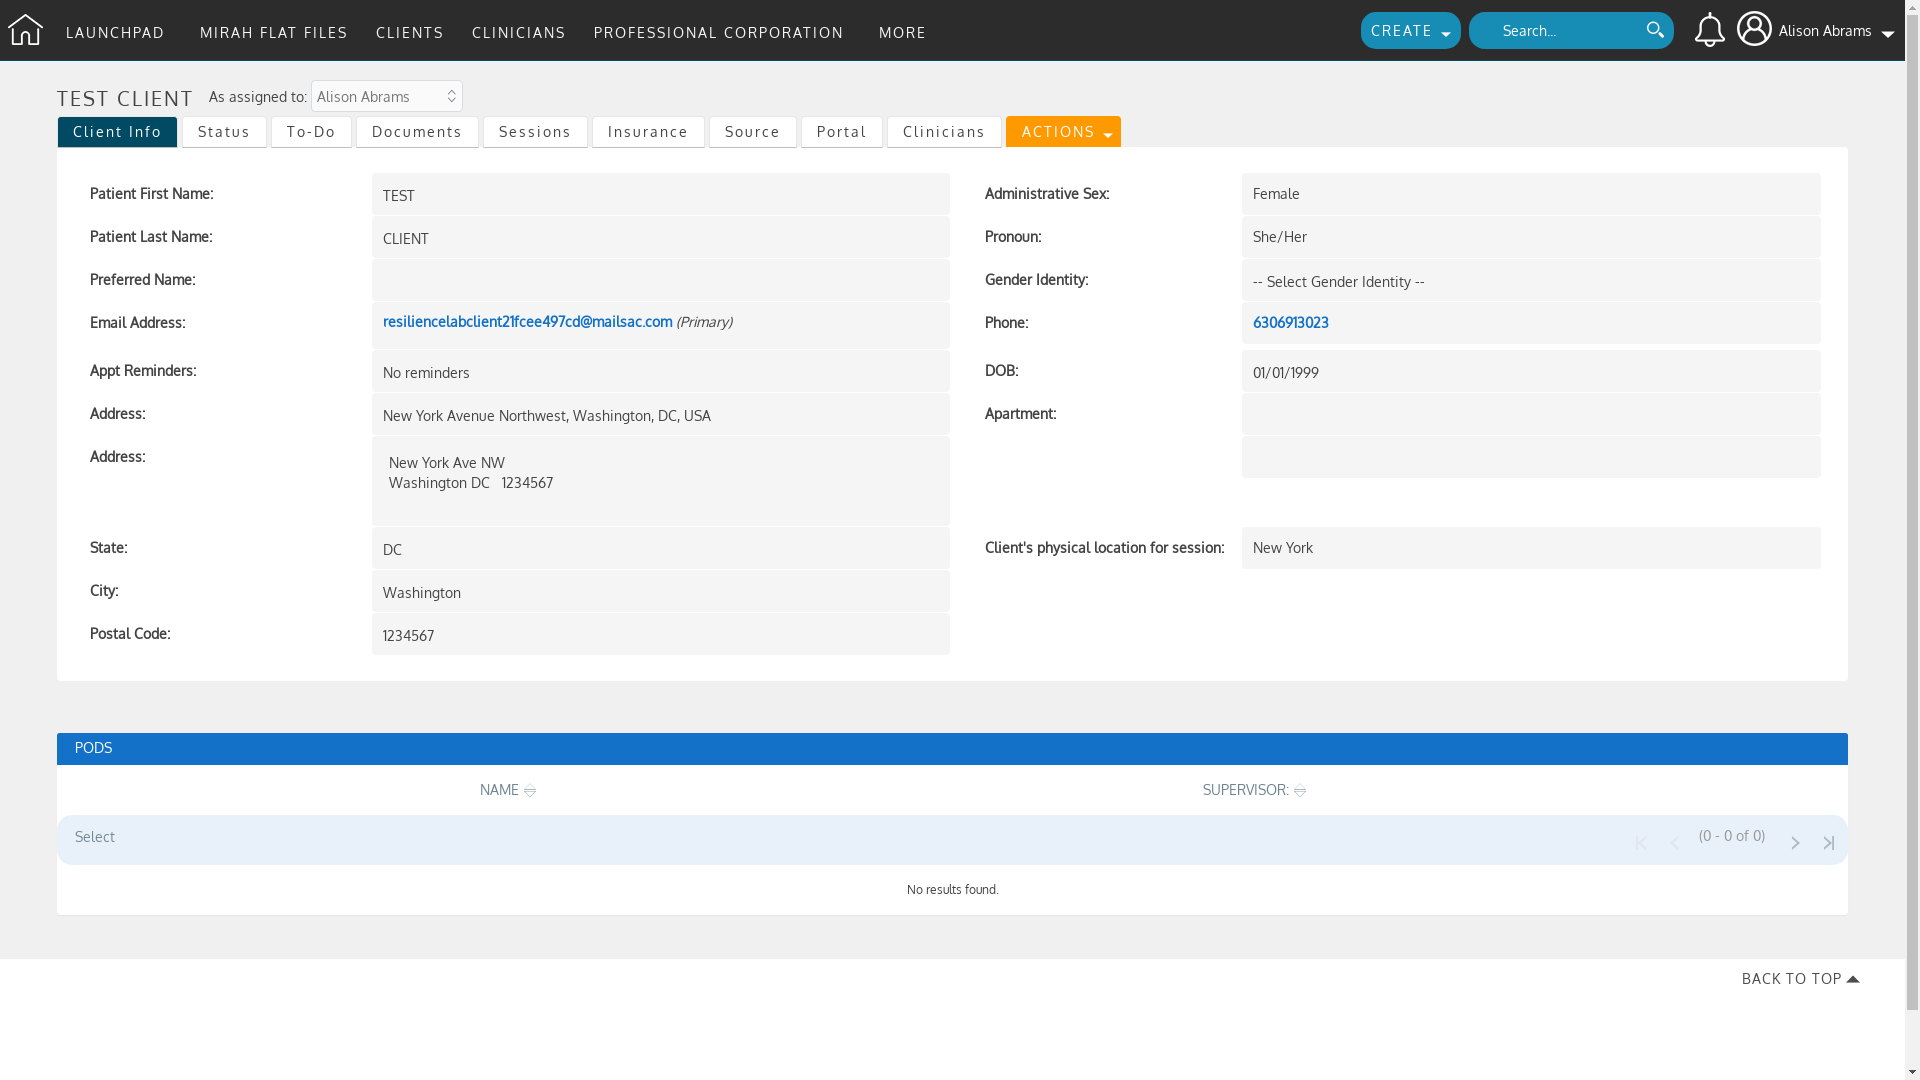 LAUNCHPAD MIRAH FLAT FILES CLIENTS CLINICIANS PROFESSIONAL CORPORATION MORE CREATE Search... Alison Abrams
TEST CLIENT As assigned to: Alison Abrams
Client Info Status To-Do Documents Sessions Insurance Source Portal Clinicians ACTIONS
Patient First Name: TEST Administrative Sex: Female
Patient Last Name: CLIENT Pronoun: She/Her
Preferred Name: Gender Identity: -- Select Gender Identity --
Email Address: resiliencelabclient21fcee497cd@mailsac.com (Primary) Phone: 6306913023
Appt Reminders: No reminders DOB: 01/01/1999
Address: New York Avenue Northwest, Washington, DC, USA Apartment:
Address: New York Ave NW
Washington DC 1234567
State: DC Client's physical location for session: New York
City: Washington
Postal Code: 1234567
PODS
NAME SUPERVISOR:
Select (0 - 0 of 0)
No results found.
BACK TO TOP